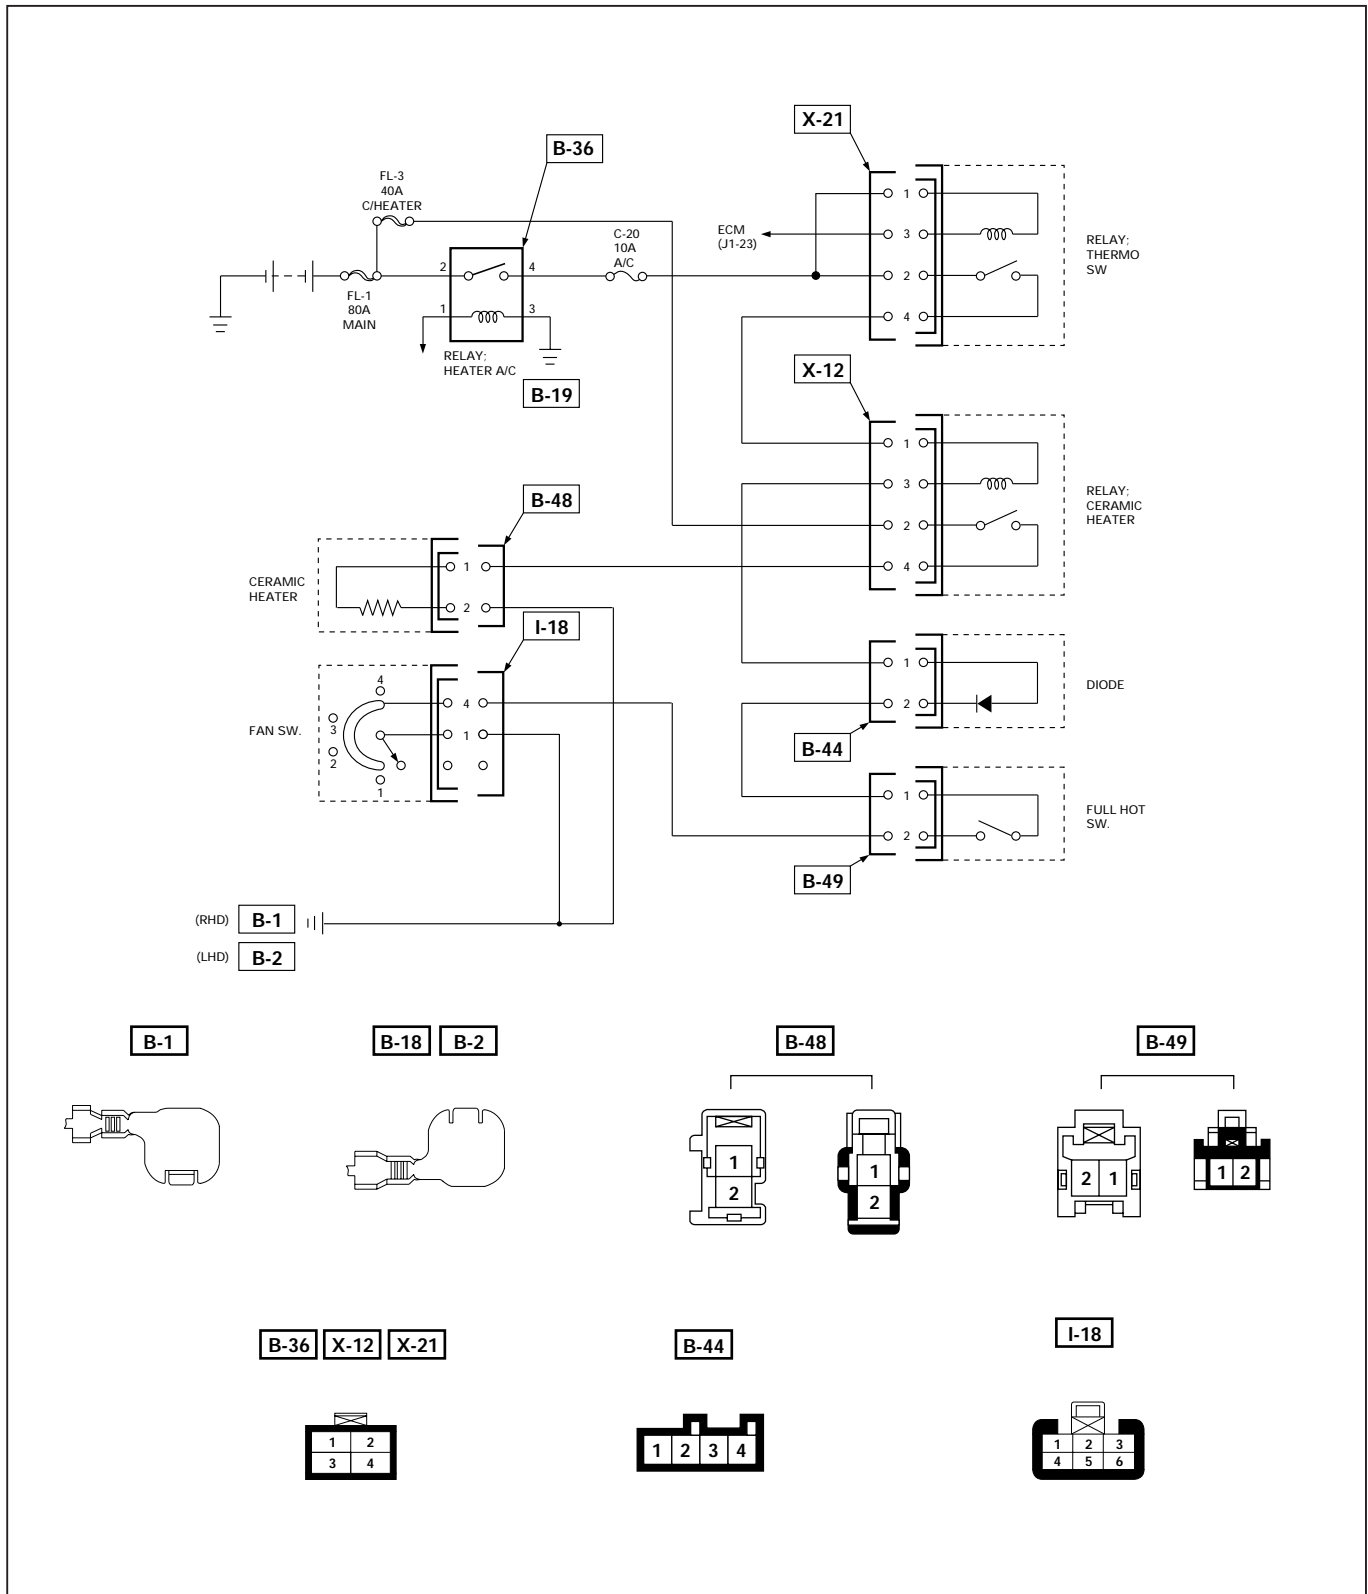 X-21
B-36
FL-3
40A
C/HEATER
C-20
10A
A/C
ECM
(J1-23)
1
3
2
4
RELAY;
THERMO
SW
2
4
1
3
FL-1
80A
MAIN
RELAY;
HEATER A/C
B-19
X-12
1
3
2
4
RELAY;
CERAMIC
HEATER
B-48
CERAMIC
HEATER
1
2
I-18
FAN SW.
4
3
2
1
4
1
1
2
DIODE
B-44
1
2
FULL HOT
SW.
B-49
(RHD) B-1
(LHD) B-2
B-1
B-18 B-2
B-48
B-49
1
2
1
2
2 1
1 2
B-36 X-12 X-21
B-44
I-18
1 2
3 4
1 2 3 4
1 2 3
4 5 6